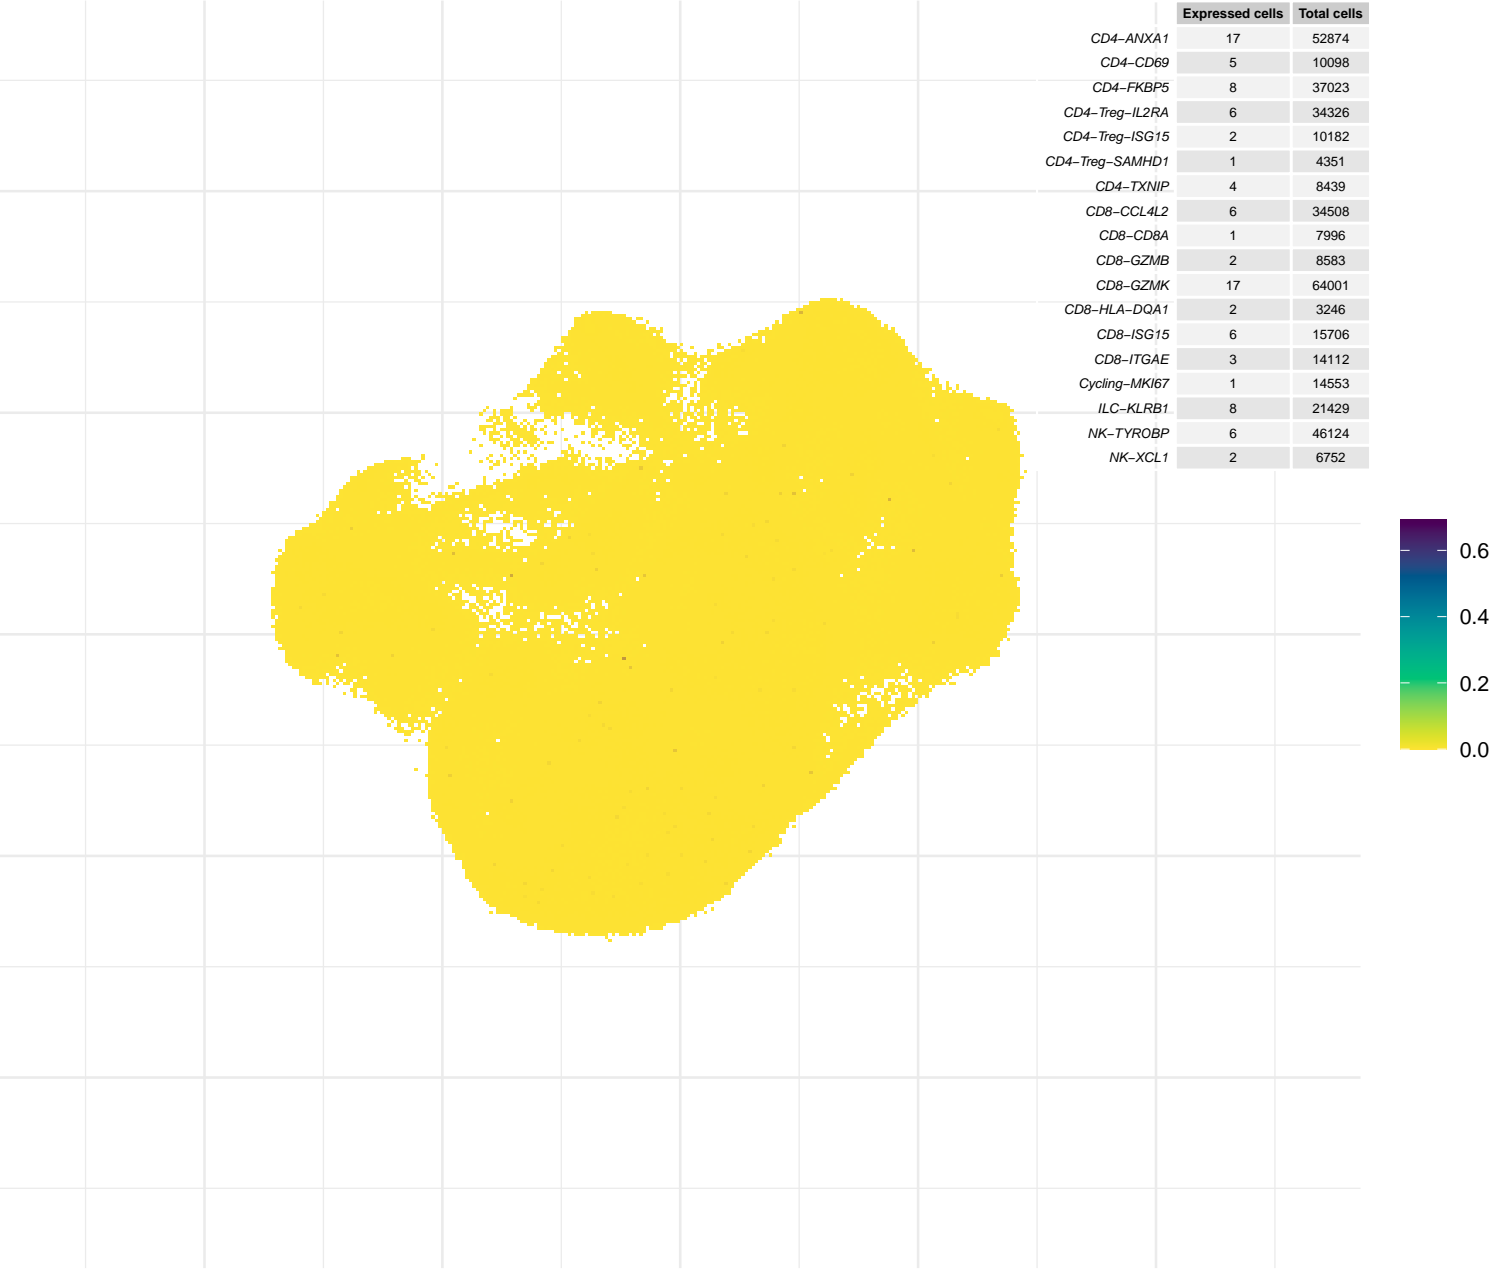 Expressed cells Total cells
CD4−ANXA1 17 52874
CD4−CD69 5 10098
CD4−FKBP5 8 37023
CD4−Treg−IL2RA 6 34326
CD4−Treg−ISG15 2 10182
CD4−Treg−SAMHD1 1 4351
CD4−TXNIP 4 8439
CD8−CCL4L2 6 34508
CD8−CD8A 1 7996
CD8−GZMB 2 8583
CD8−GZMK 17 64001
CD8−HLA−DQA1 2 3246
CD8−ISG15 6 15706
CD8−ITGAE 3 14112
Cycling−MKI67 1 14553
ILC−KLRB1 8 21429
NK−TYROBP 6 46124
NK−XCL1 2 6752
0.6
0.4
0.2
0.0